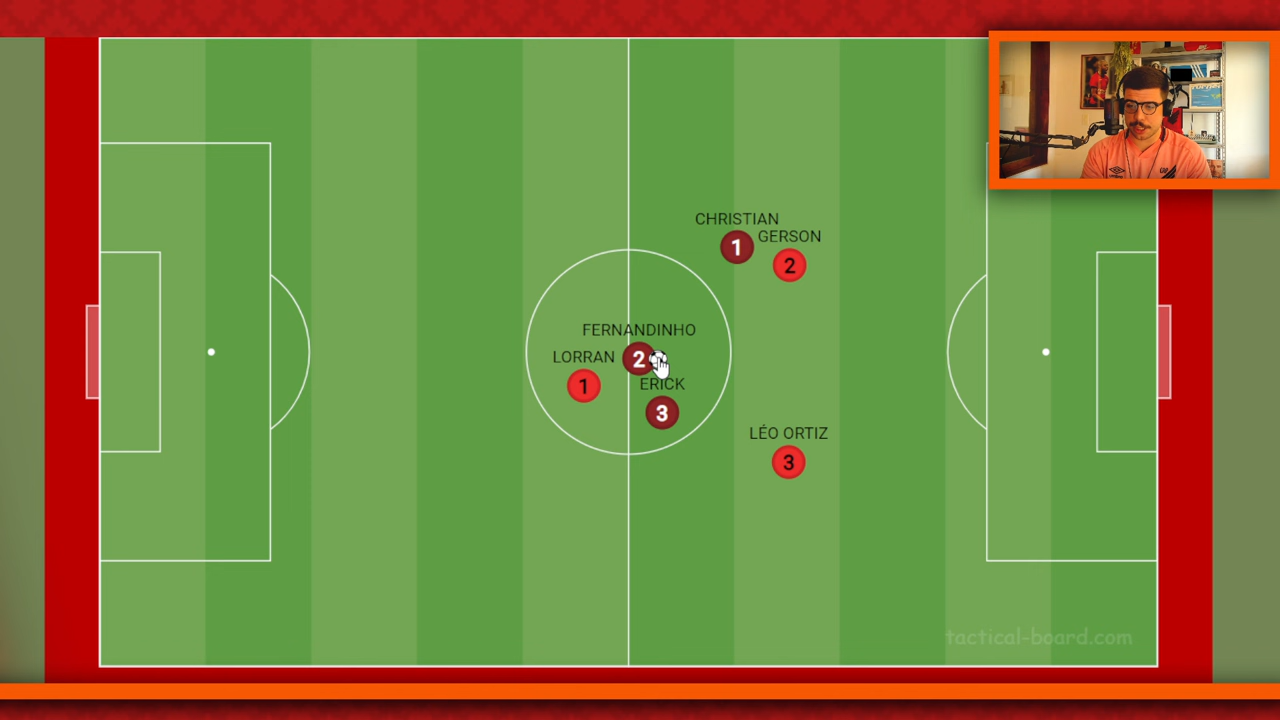 CHRISTIAN
1
GERSON
2
FERNANDINHO
2
LORRAN
1
ERICK
3
LÉO ORTIZ
3
tactical-board.com